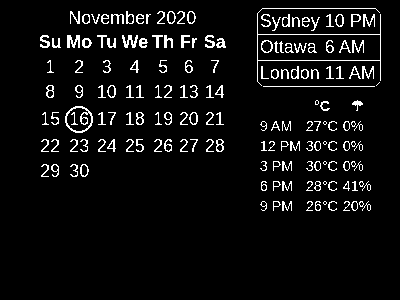 November 2020
Su Mo Tu We Th Fr Sa
1 2 3 4 5 6 7
8 9 10 11 12 13 14
15 16 17 18 19 20 21
22 23 24 25 26 27 28
29 30
Sydney 10 PM
Ottawa 6 AM
London 11 AM
°C
9 AM 27°C 0%
12 PM 30°C 0%
3 PM 30°C 0%
6 PM 28°C 41%
9 PM 26°C 20%